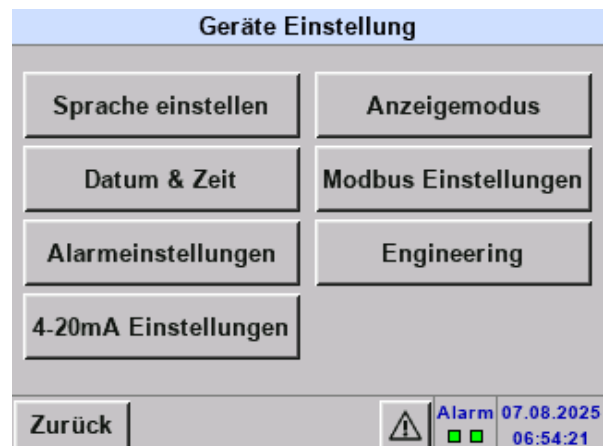 Geräte Einstellung
Sprache einstellen
Anzeigemodus
Datum & Zeit
Modbus Einstellungen
Alarmeinstellungen
Engineering
4-20mA Einstellungen
Zurück
Alarm
07.08.2025
06:54:21